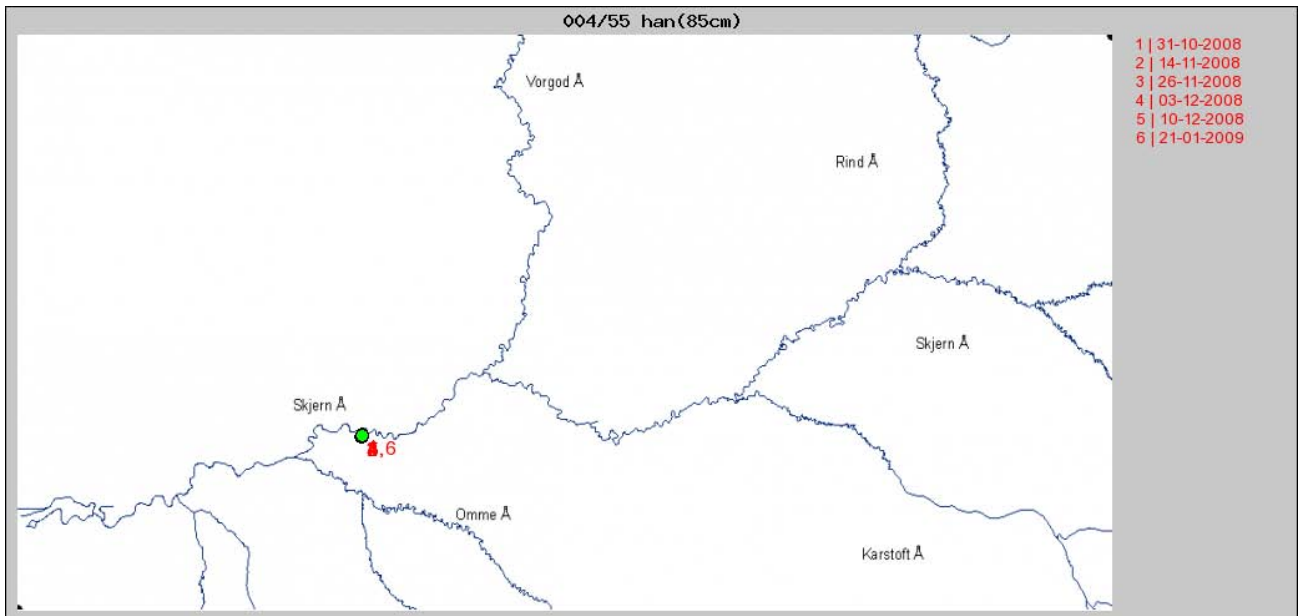 004/55 han(85cm)
1 | 31-10-2008
2 | 14-11-2008
3 | 26-11-2008
4 | 03-12-2008
5 | 10-12-2008
6 | 21-01-2009
Vorgod Å
Rind Å
Skjern Å
Skjern Å
,6
Omme Å
Karstoft Å